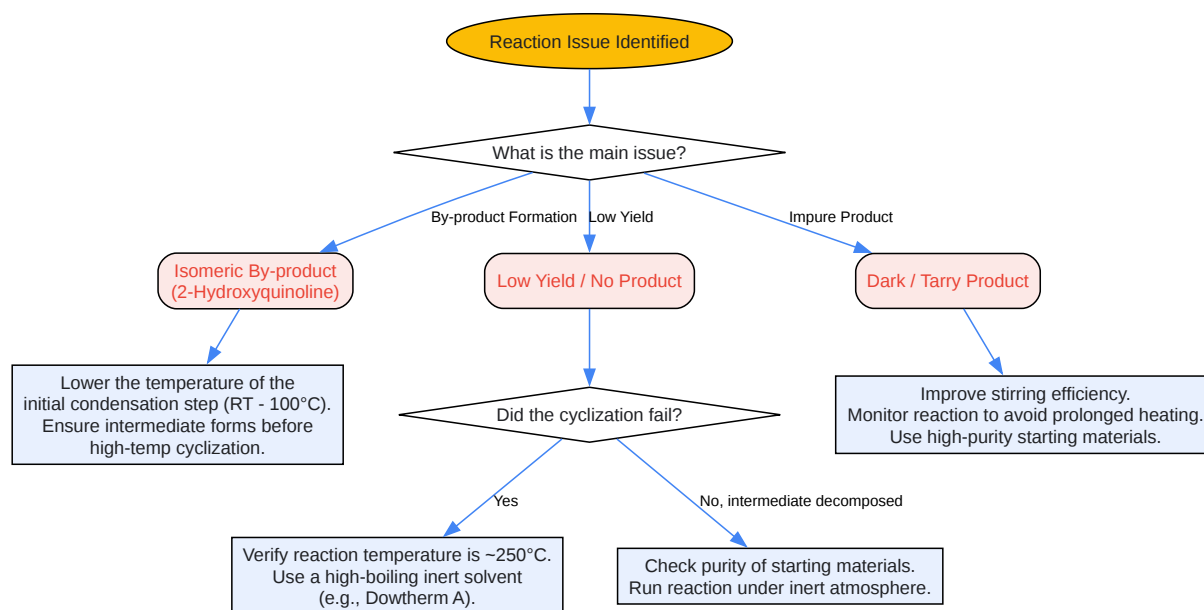 Reaction Issue Identified
What is the main issue?
By-product Formation
Low Yield
Impure Product
Isomeric By-product
(2-Hydroxyquinoline)
Low Yield / No Product
Dark / Tarry Product
Lower the temperature of the
initial condensation step (RT - 100°C).
Ensure intermediate forms before
high-temp cyclization.
Did the cyclization fail?
Improve stirring efficiency.
Monitor reaction to avoid prolonged heating.
Use high-purity starting materials.
Yes
No, intermediate decomposed
Verify reaction temperature is ~250°C.
Use a high-boiling inert solvent
(e.g., Dowtherm A).
Check purity of starting materials.
Run reaction under inert atmosphere.